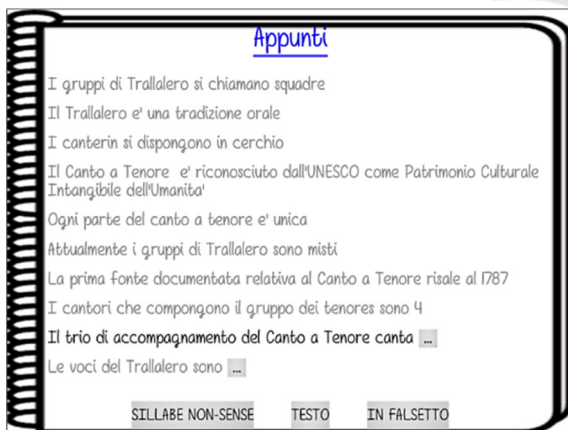 Appunti
I gruppi di Trallalero si chiamano squadre
Il Trallalero e' una tradizione orale
I canterin si dispongono in cerchio
Il Canto a Tenore e' riconosciuto dall'UNESCO come Patrimonio Culturale
Intangibile dell'Umanita'
Ogni parte del canto a tenore e' unica
Attualmente i gruppi di Trallalero sono misti
La prima fonte documentata relativa al Canto a Tenore risale al 1787
I cantori che compongono il gruppo dei tenores sono 4
Il trio di accompagnamento del Canto a Tenore canta ...
Le voci del Trallalero sono ...
SILLABE NON-SENSE TESTO IN FALSETTO